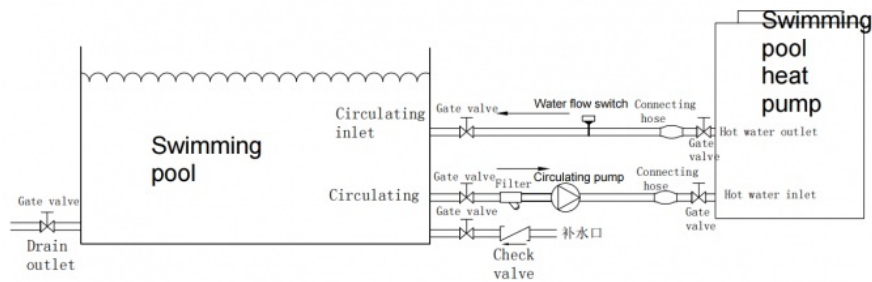 Swimming
pool
heat
pump
Circulating
inlet
Gate valve
Water flow switch
Connecting
hose
Gate
valve
Hot water outlet
Swimming
pool
Circulating
Gate valve
Filter
Circulating pump
Connecting
hose
Gate
valve
Hot water inlet
Gate valve
Drain
outlet
Gate valve
Check
valve
补水口